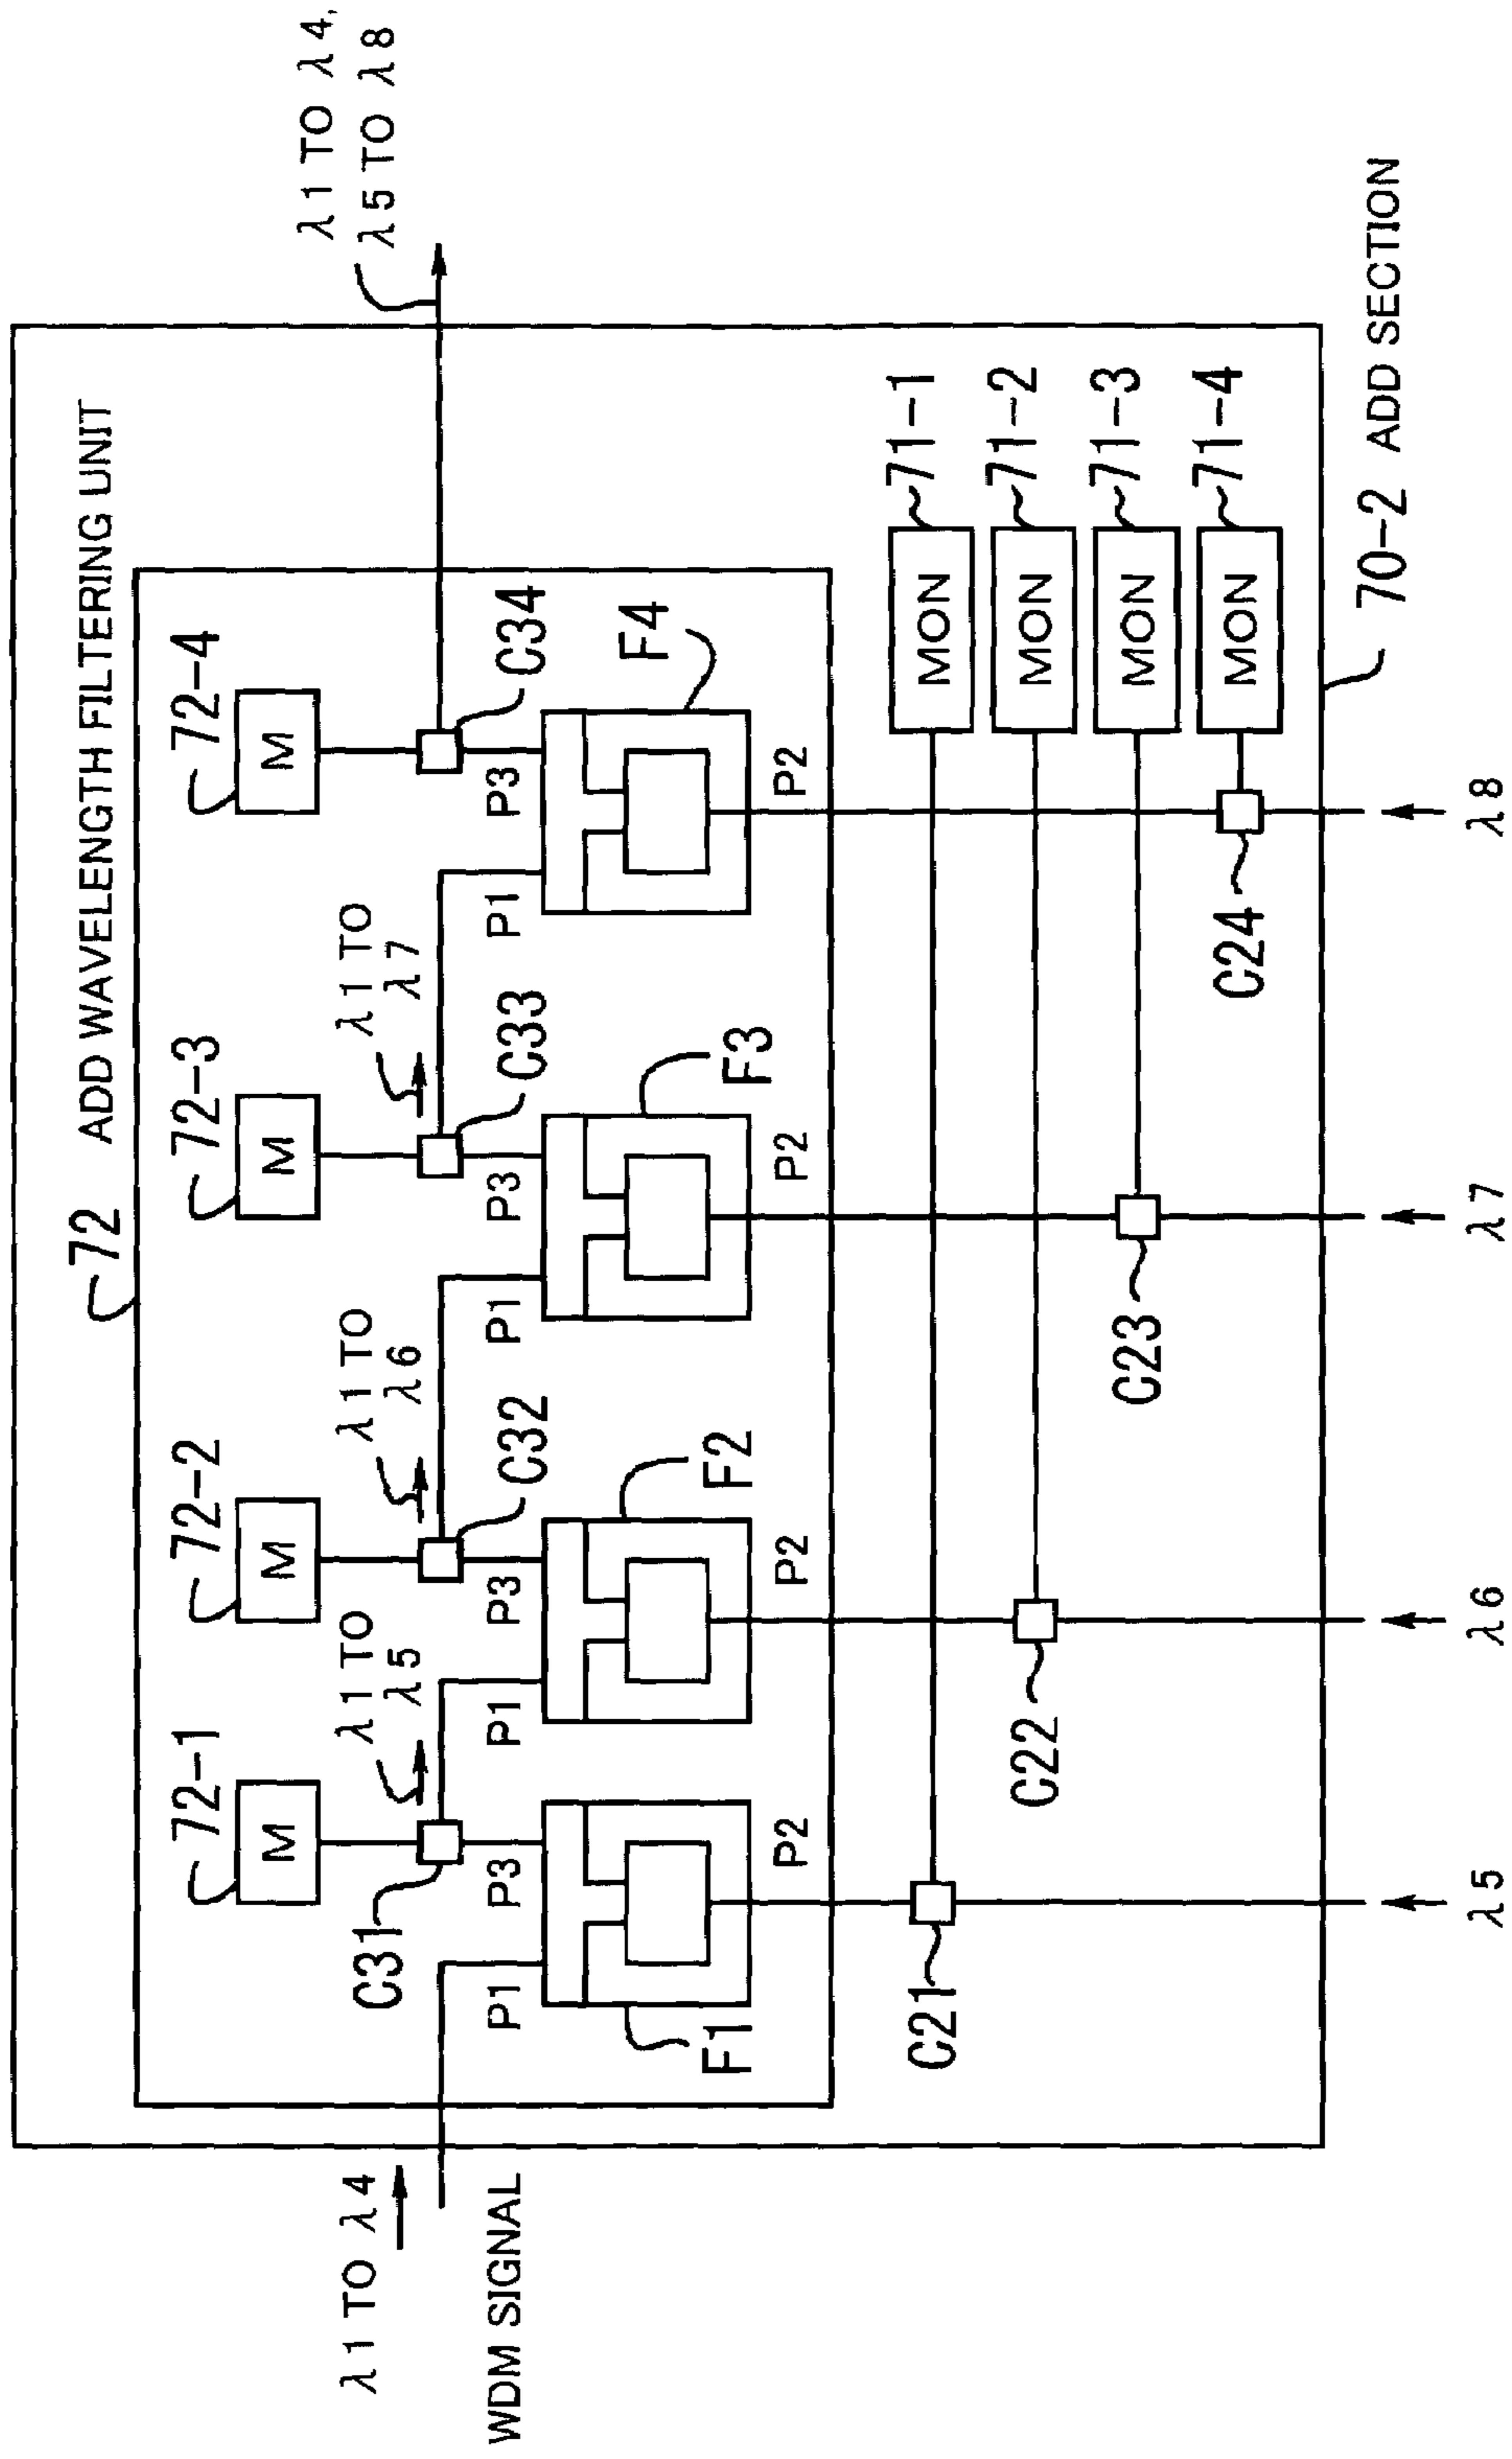 72 ADD WAVELENGTH FILTERING UNIT
72-1
72-2
72-3
72-4
M
M
M
M
λ1 TO λ4
WDM SIGNAL
C31
λ1 TO
λ5
λ1 TO
λ6
λ1 TO
λ7
λ1 TO λ4,
λ5 TO λ8
C32
C33
C34
P1
P3
P1
P3
P1
P3
P1
P3
F1
F2
F3
F4
P2
P2
P2
P2
C21
C22
C23
C24
MON
71-1
MON
71-2
MON
71-3
MON
71-4
70-2 ADD SECTION
λ5
λ6
λ7
λ8